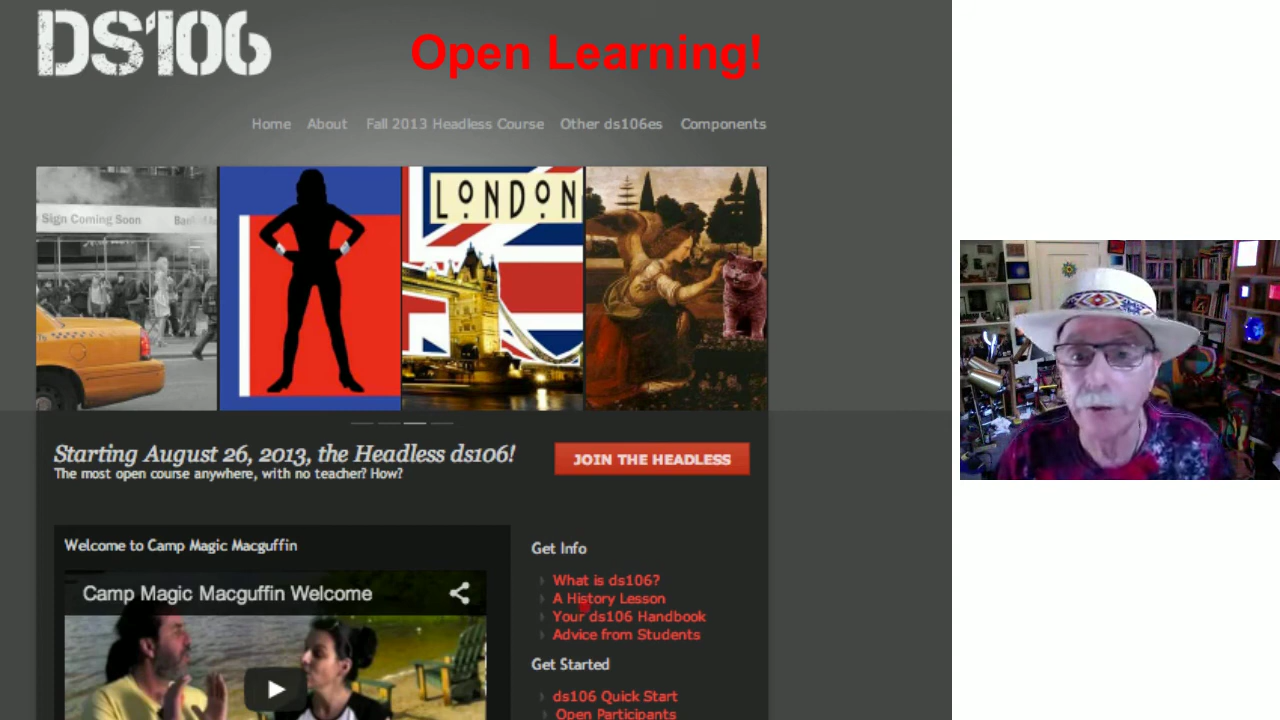 DS106
Open Learning!
Home About Fall 2013 Headless Course Other ds106es Components
Sign Coming Soon
LONDON
Starting August 26, 2013, the Headless ds106!
The most open course anywhere, with no teacher? How?
JOIN THE HEADLESS
Welcome to Camp Magic Macguffin
Camp Magic Macguffin Welcome
Get Info
What is ds106?
A History Lesson
Your ds106 Handbook
Advice from Students
Get Started
ds106 Quick Start
Open Participants